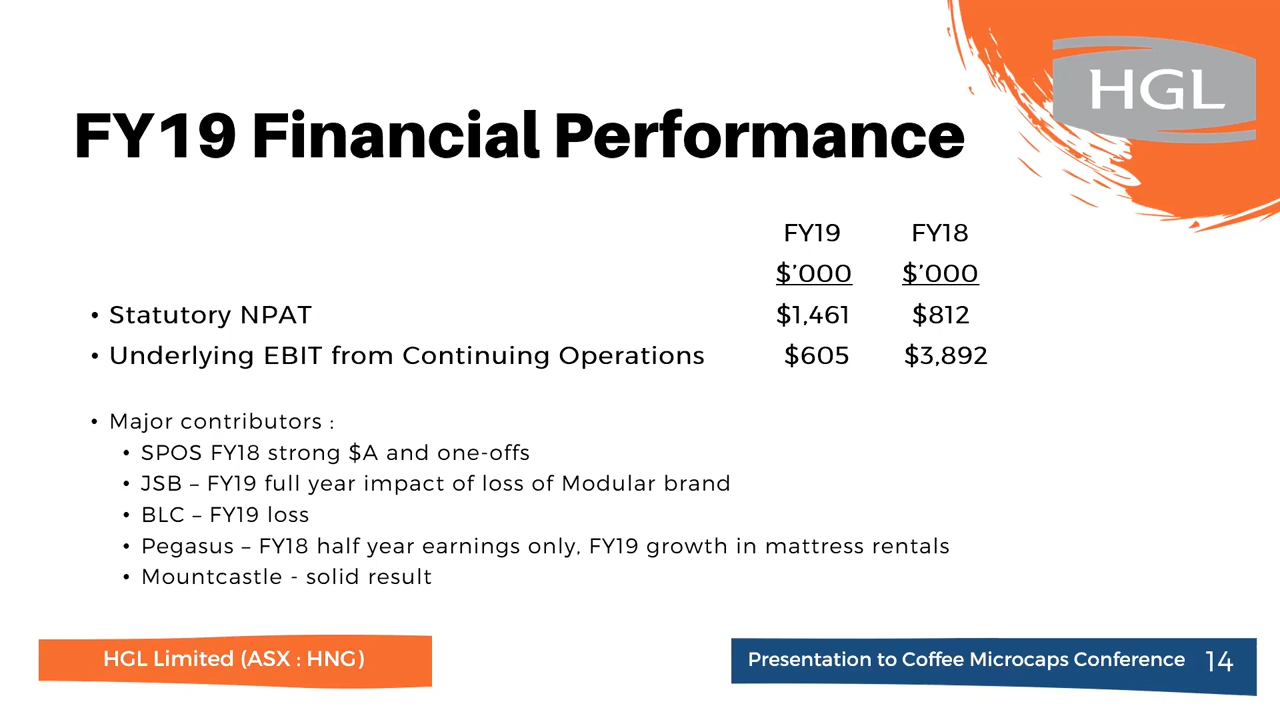 HGL
FY19 Financial Performance
FY19 FY18
$’000 $’000
• Statutory NPAT $1,461 $812
• Underlying EBIT from Continuing Operations $605 $3,892
• Major contributors :
• SPOS FY18 strong $A and one-offs
• JSB – FY19 full year impact of loss of Modular brand
• BLC – FY19 loss
• Pegasus – FY18 half year earnings only, FY19 growth in mattress rentals
• Mountcastle - solid result
HGL Limited (ASX : HNG)
Presentation to Coffee Microcaps Conference 14